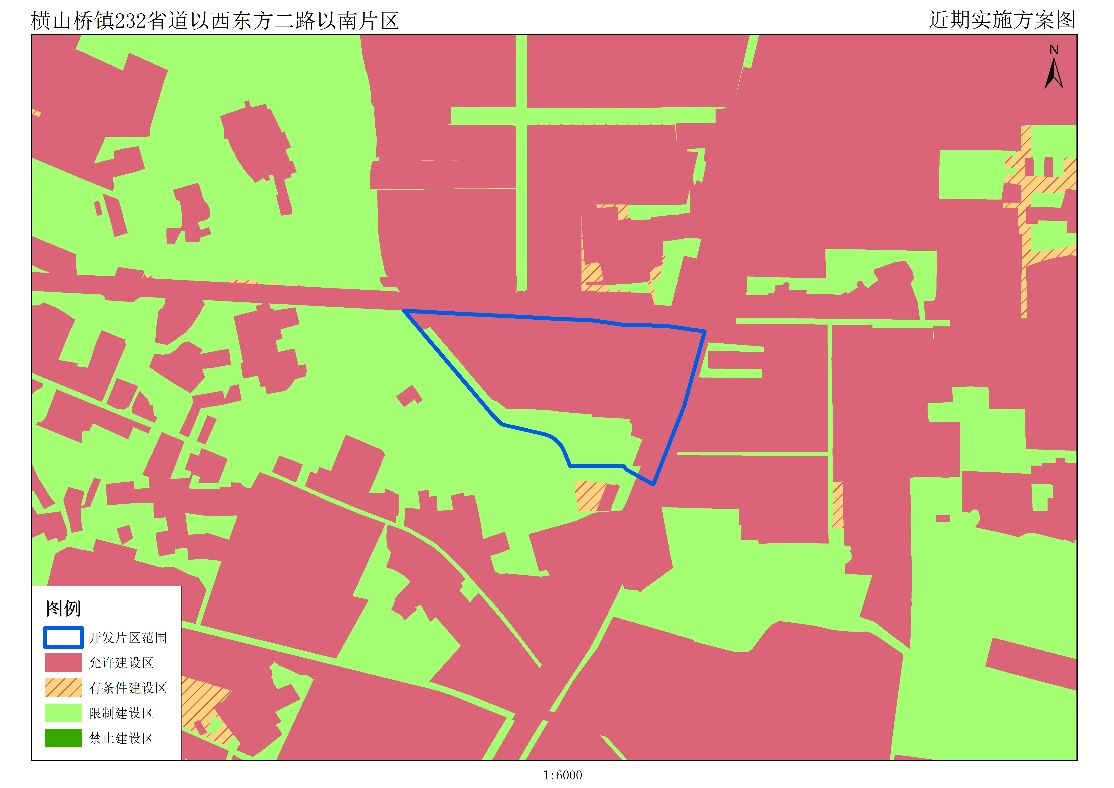 横山桥镇232省道以西东方二路以南片区
近期实施方案图
N
图例
开发片区范围
允许建设区
有条件建设区
限制建设区
禁止建设区
1:6000